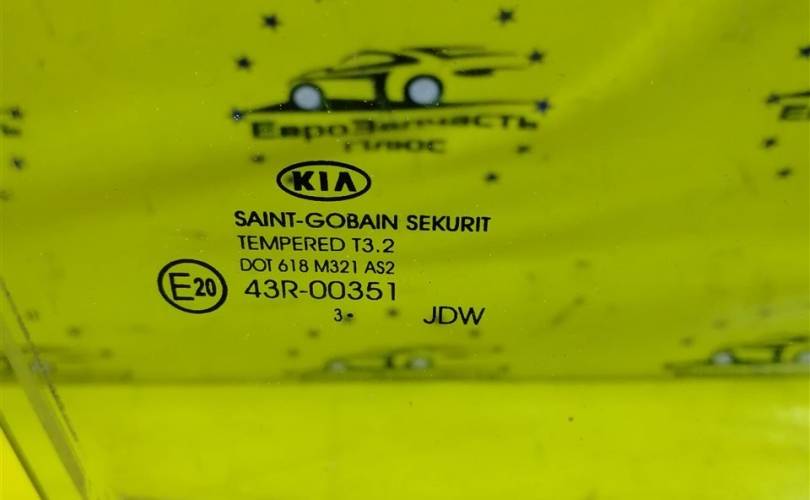 ЕвроЗапчасть
плюс
KIA
SAINT-GOBAIN SEKURIT
TEMPERED T3.2
DOT 618 M321 AS2
E20 43R-00351
3• JDW